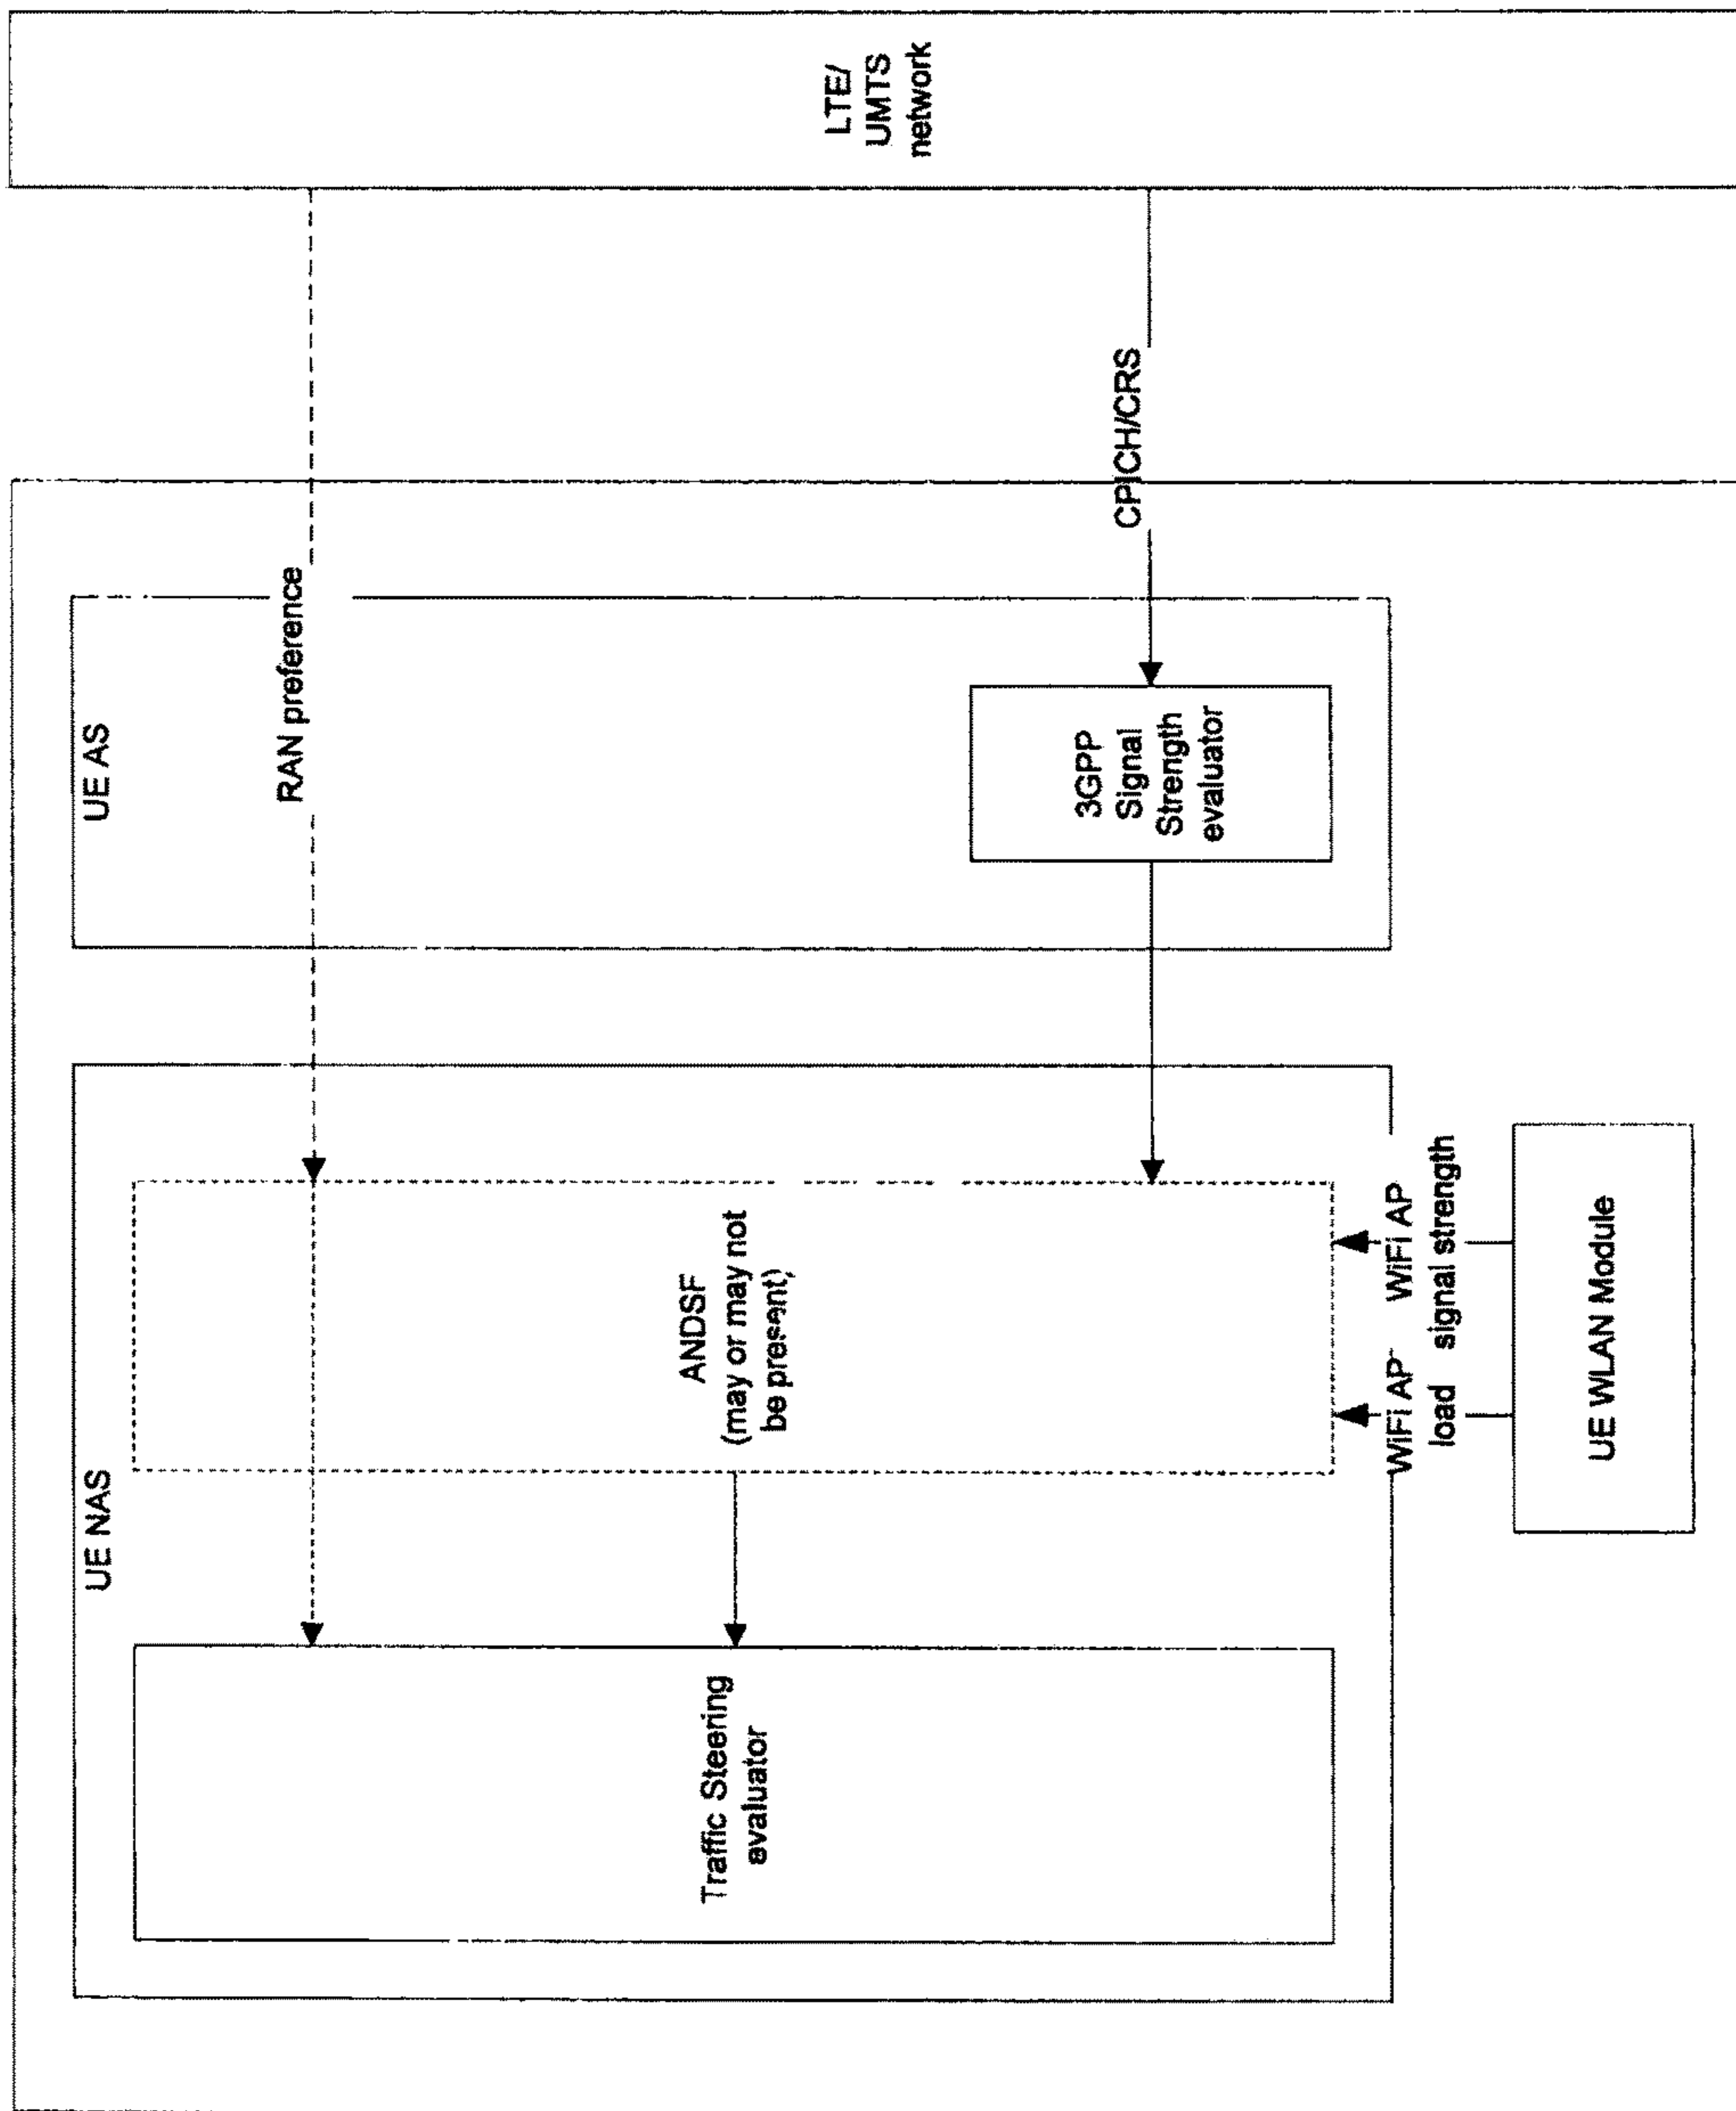 UE NAS
Traffic Steering
evaluator
ANDSF
(may or may not
be present)
WiFi AP
load
WiFi AP
signal strength
UE WLAN Module
UE AS
RAN preference
3GPP
Signal
Strength
evaluator
CPICH/CRS
LTE/
UMTS
network